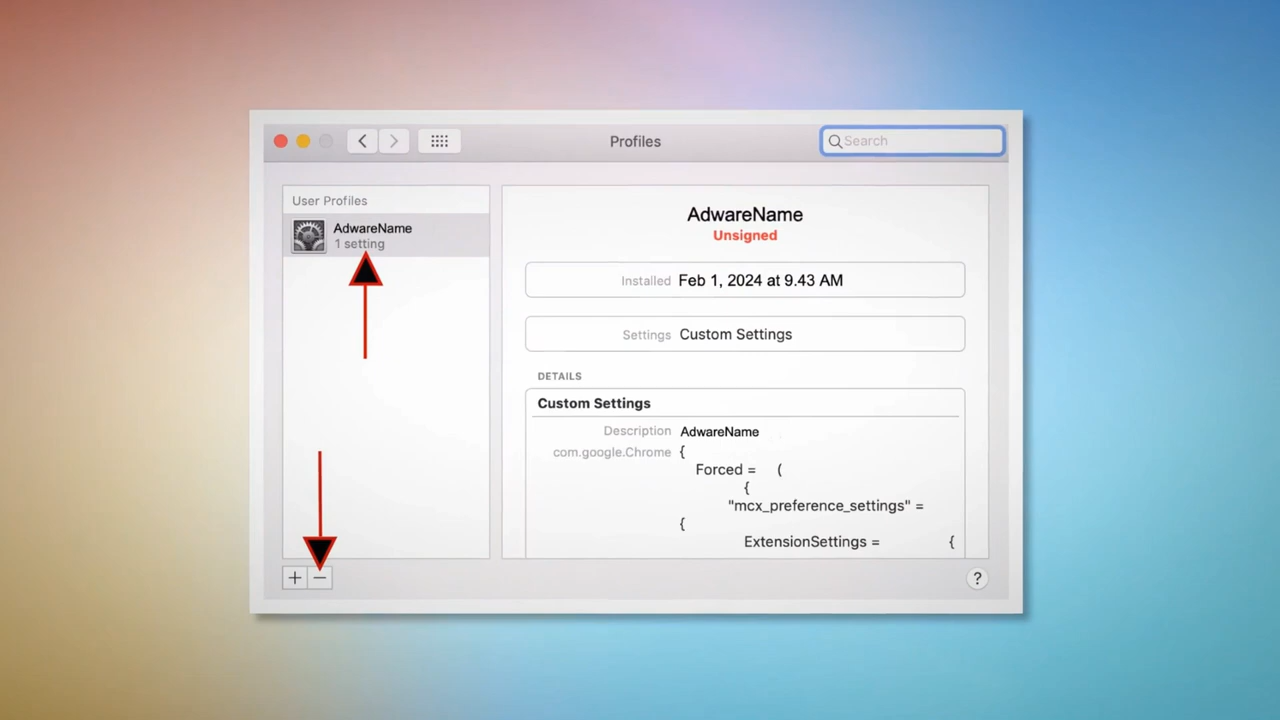 Profiles
Search
User Profiles
AdwareName
1 setting
AdwareName
Unsigned
Installed Feb 1, 2024 at 9.43 AM
Settings Custom Settings
DETAILS
Custom Settings
Description AdwareName
com.google.Chrome {
Forced = (
{
"mcx_preference_settings" =
{
ExtensionSettings = {
+ −
?